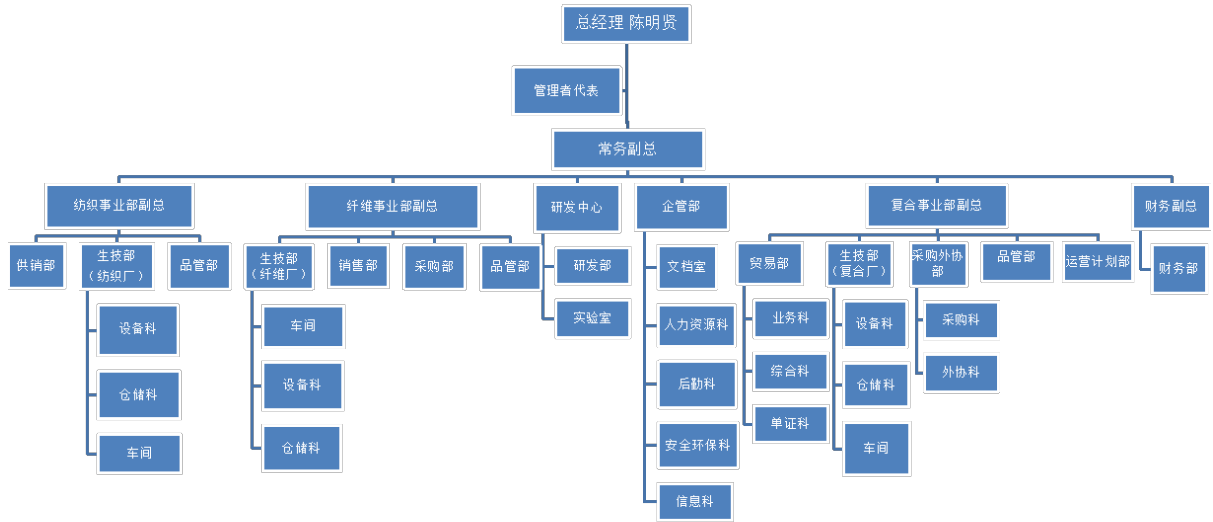 总经理 陈明贤
管理者代表
常务副总
纺织事业部副总
纤维事业部副总
研发中心
企管部
复合事业部副总
财务副总
供销部
生技部
（纺织厂）
品管部
生技部
（纤维厂）
销售部
采购部
品管部
研发部
文档室
贸易部
生技部
（复合厂）
采购外协
部
品管部
运营计划部
财务部
设备科
车间
实验室
人力资源科
业务科
设备科
采购科
仓储科
设备科
后勤科
综合科
仓储科
外协科
车间
仓储科
安全环保科
单证科
车间
信息科